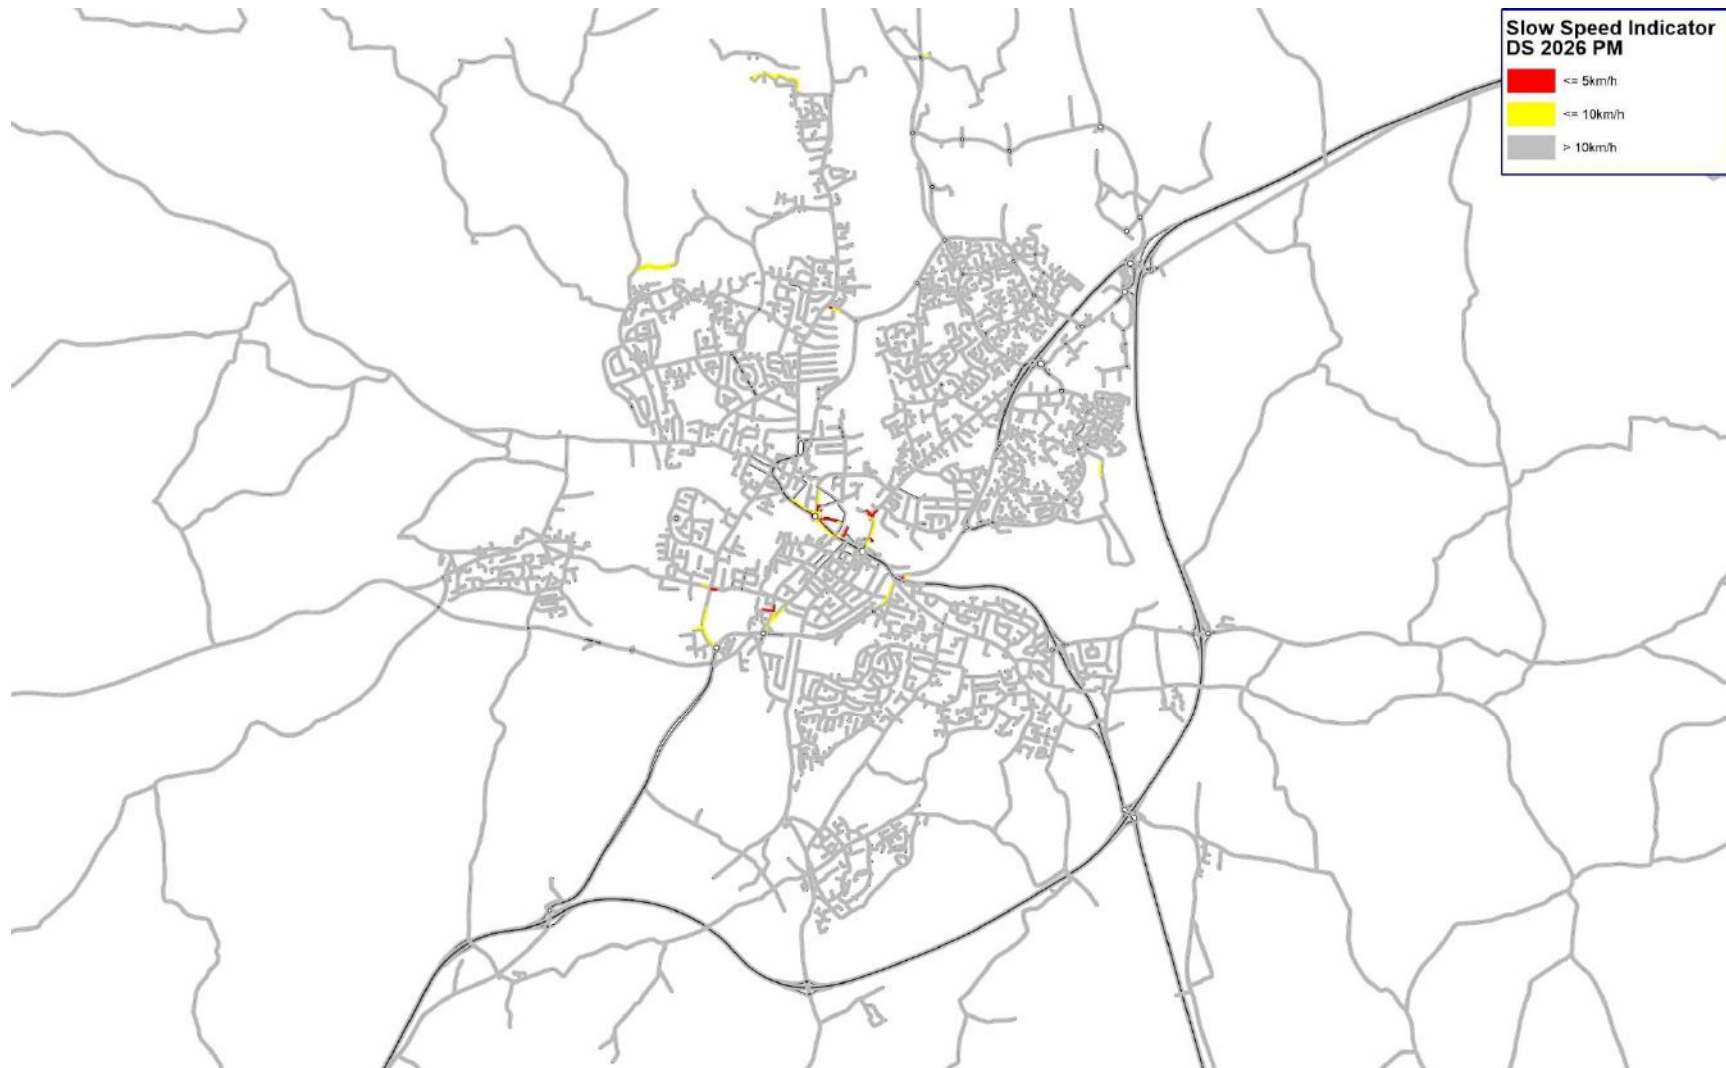 Slow Speed Indicator
DS 2026 PM
<= 5km/h
<= 10km/h
> 10km/h